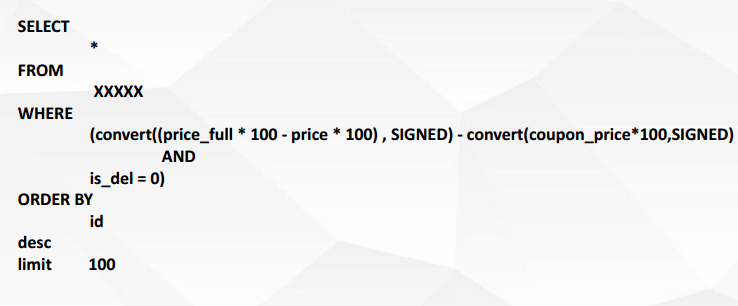 SELECT
*
FROM
XXXXX
WHERE
(convert((price_full * 100 - price * 100) , SIGNED) - convert(coupon_price*100,SIGNED)
AND
is_del = 0)
ORDER BY
id
desc
limit 100